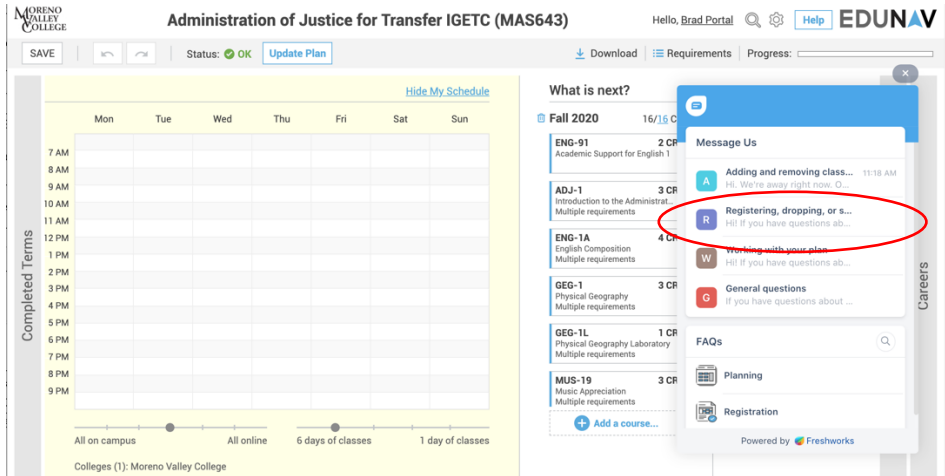 MORENO
VALLEY
COLLEGE
Administration of Justice for Transfer IGETC (MAS643)
Hello, Brad Portal
Help
EDUNAV
SAVE
Status: OK
Update Plan
Download
Requirements
Progress:
Hide My Schedule
What is next?
Mon Tue Wed Thu Fri Sat Sun
7 AM
8 AM
9 AM
10 AM
11 AM
12 PM
1 PM
2 PM
3 PM
4 PM
5 PM
6 PM
7 PM
8 PM
9 PM
Completed Terms
All on campus
All online
6 days of classes
1 day of classes
Colleges (1): Moreno Valley College
Fall 2020 16/16 C
ENG-91 2 CR
Academic Support for English 1
ADJ-1 3 CR
Introduction to the Administrat...
Multiple requirements
ENG-1A 4 CR
English Composition
Multiple requirements
GEG-1 3 CR
Physical Geography
Multiple requirements
GEG-1L 1 CR
Physical Geography Laboratory
Multiple requirements
MUS-19 3 CR
Music Appreciation
Multiple requirements
Add a course...
Message Us
A
Adding and removing class... 11:18 AM
Hi. We're away right now. O...
R
Registering, dropping, or s...
Hi! If you have questions ab...
W
Working with your plan
Hi! If you have questions ab...
G
General questions
If you have questions about ...
FAQs
Planning
Registration
Powered by Freshworks
Careers